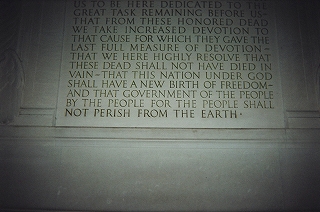 US TO BE HERE DEDICATED TO THE
GREAT TASK REMAINING BEFORE US–
THAT FROM THESE HONORED DEAD
WE TAKE INCREASED DEVOTION TO
THAT CAUSE FOR WHICH THEY GAVE THE
LAST FULL MEASURE OF DEVOTION–
THAT WE HERE HIGHLY RESOLVE THAT
THESE DEAD SHALL NOT HAVE DIED IN
VAIN–THAT THIS NATION UNDER GOD
SHALL HAVE A NEW BIRTH OF FREEDOM–
AND THAT GOVERNMENT OF THE PEOPLE
BY THE PEOPLE FOR THE PEOPLE SHALL
NOT PERISH FROM THE EARTH·